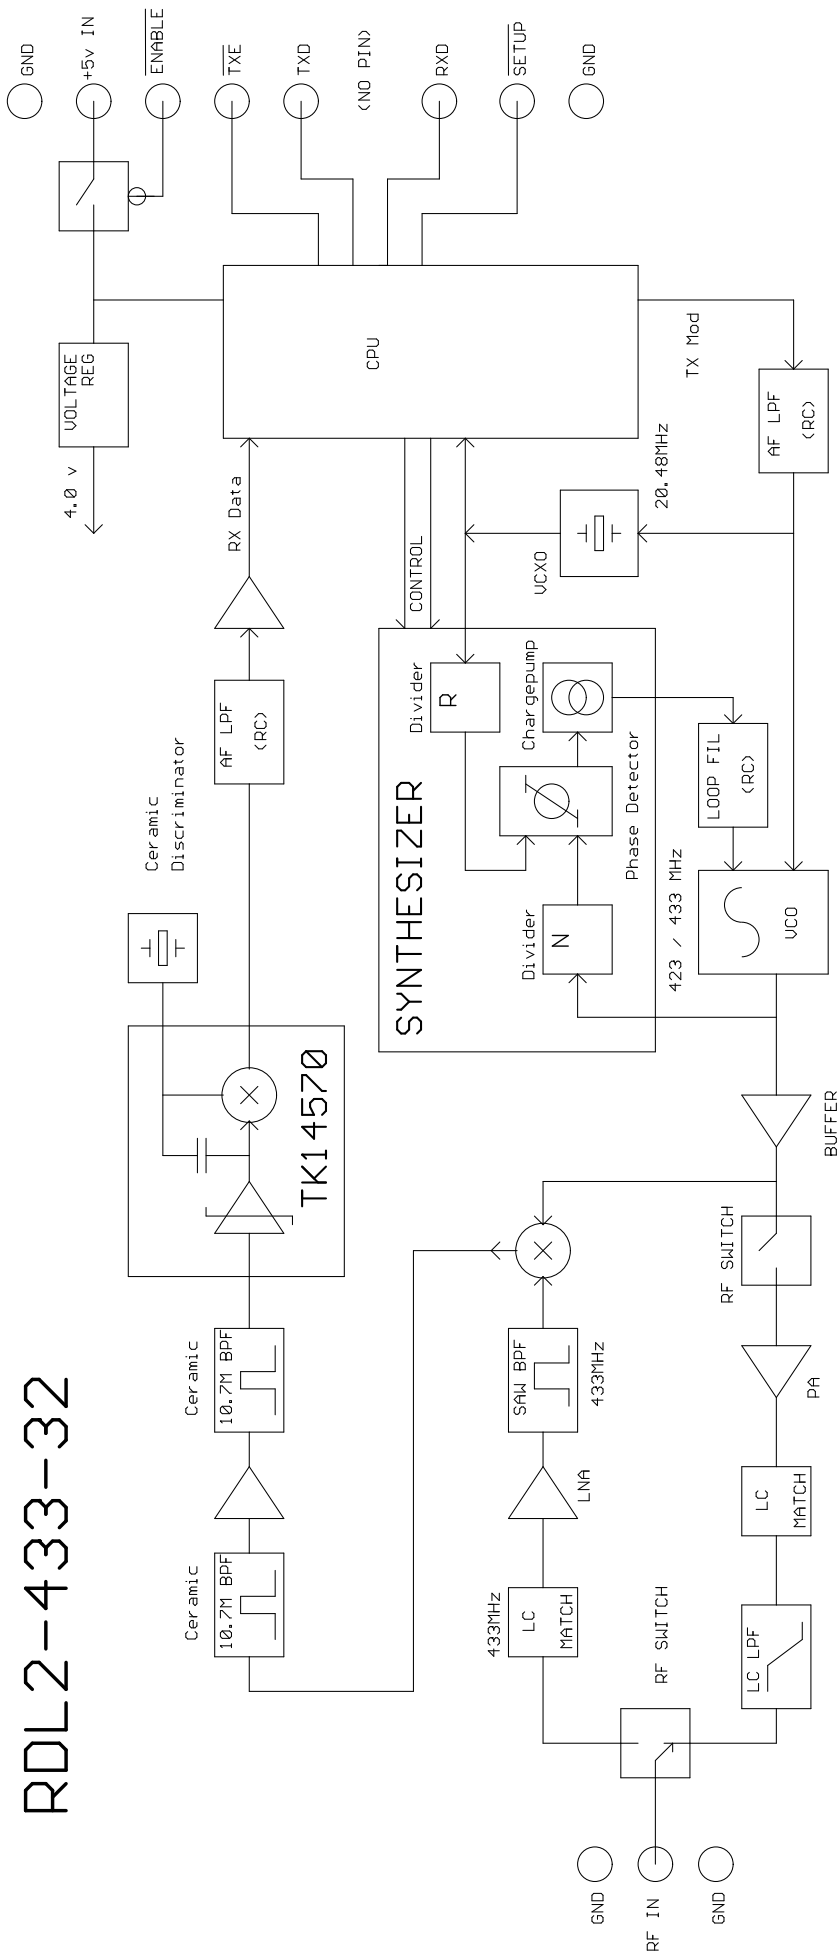 RDL2-433-32
GND
+5v IN
ENABLE
TXE
TXD
(NO PIN)
RXD
SETUP
GND
VOLTAGE
REG
4.0 v
CPU
RX Data
AF LPF
(RC)
Ceramic
Discriminator
TK14570
Ceramic
10.7M BPF
Ceramic
10.7M BPF
CONTROL
SYNTHESIZER
Divider
R
Chargepump
Phase Detector
Divider
N
VCXO
20.48MHz
TX Mod
AF LPF
(RC)
LOOP FIL
(RC)
423 / 433 MHz
VCO
BUFFER
RF SWITCH
PA
LC
MATCH
LC LPF
SAW BPF
433MHz
LNA
433MHz
LC
MATCH
RF SWITCH
GND
RF IN
GND